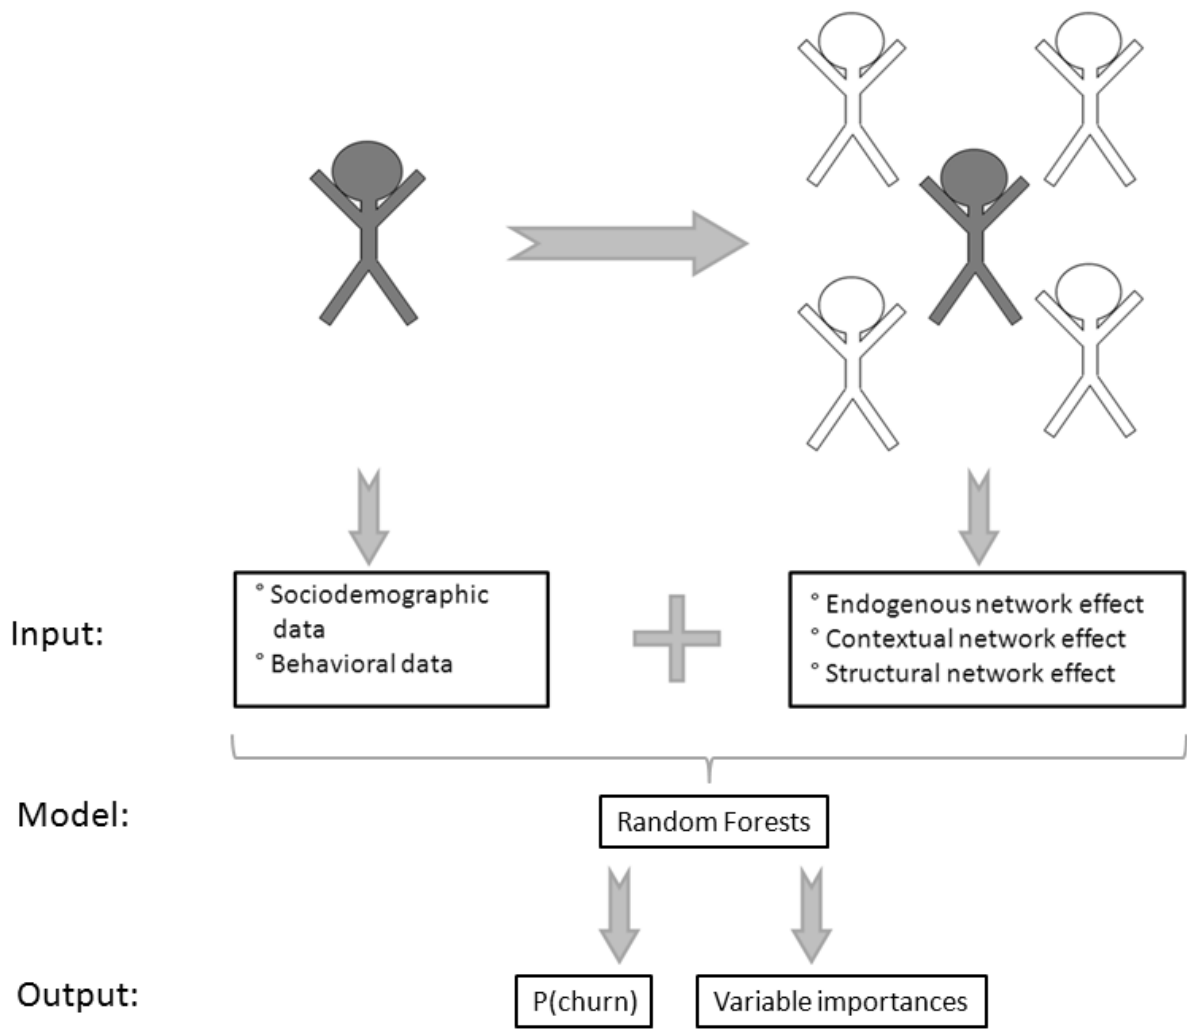 Input:
° Sociodemographic
data
° Behavioral data
° Endogenous network effect
° Contextual network effect
° Structural network effect
Model:
Random Forests
Output:
P(churn)
Variable importances